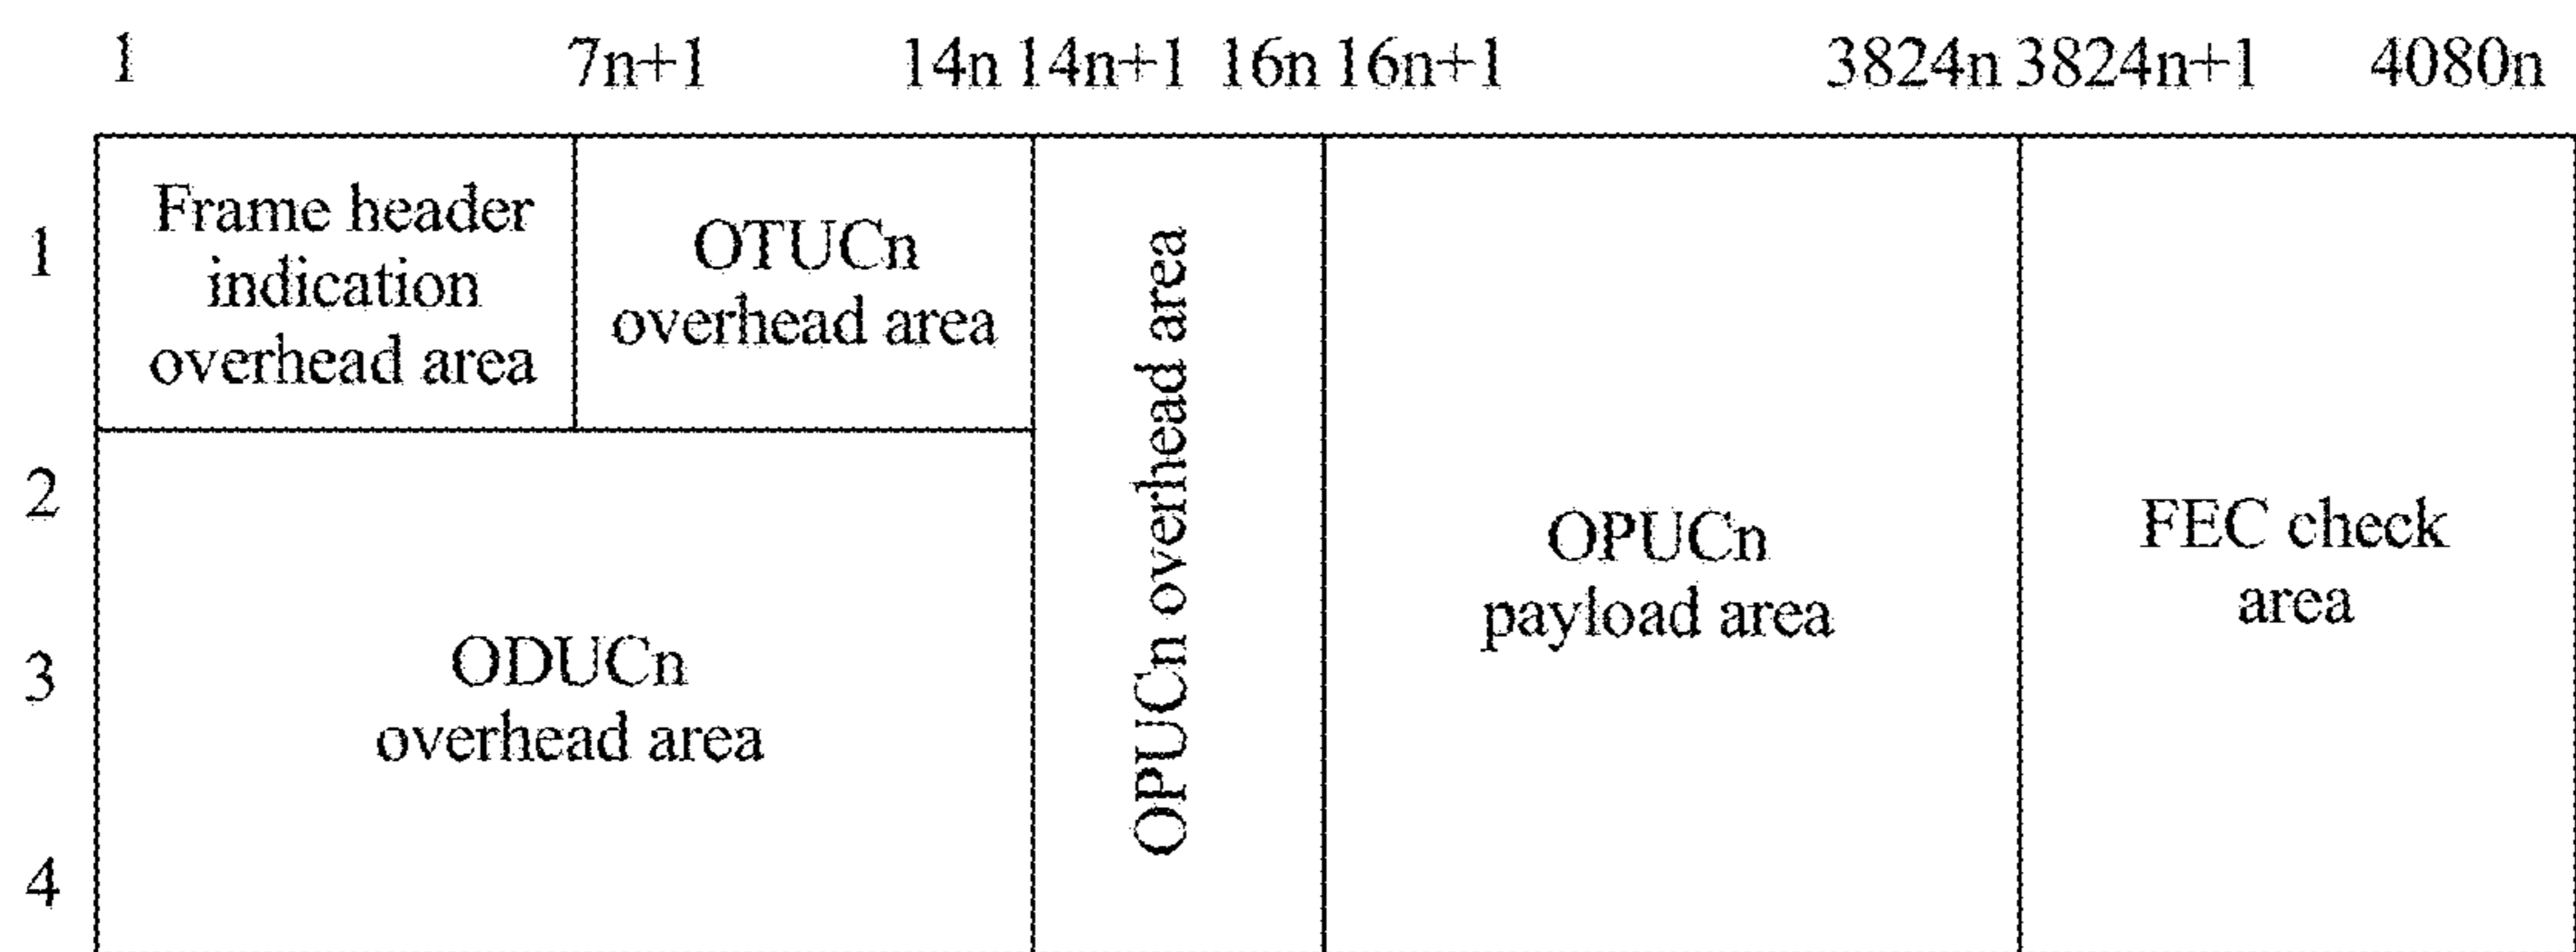 1 7n+1 14n 14n+1 16n 16n+1 3824n 3824n+1 4080n
1
Frame header
indication
overhead area
OTUCn
overhead area
2
3
4
ODUCn
overhead area
OPUCn overhead area
OPUCn
payload area
FEC check
area